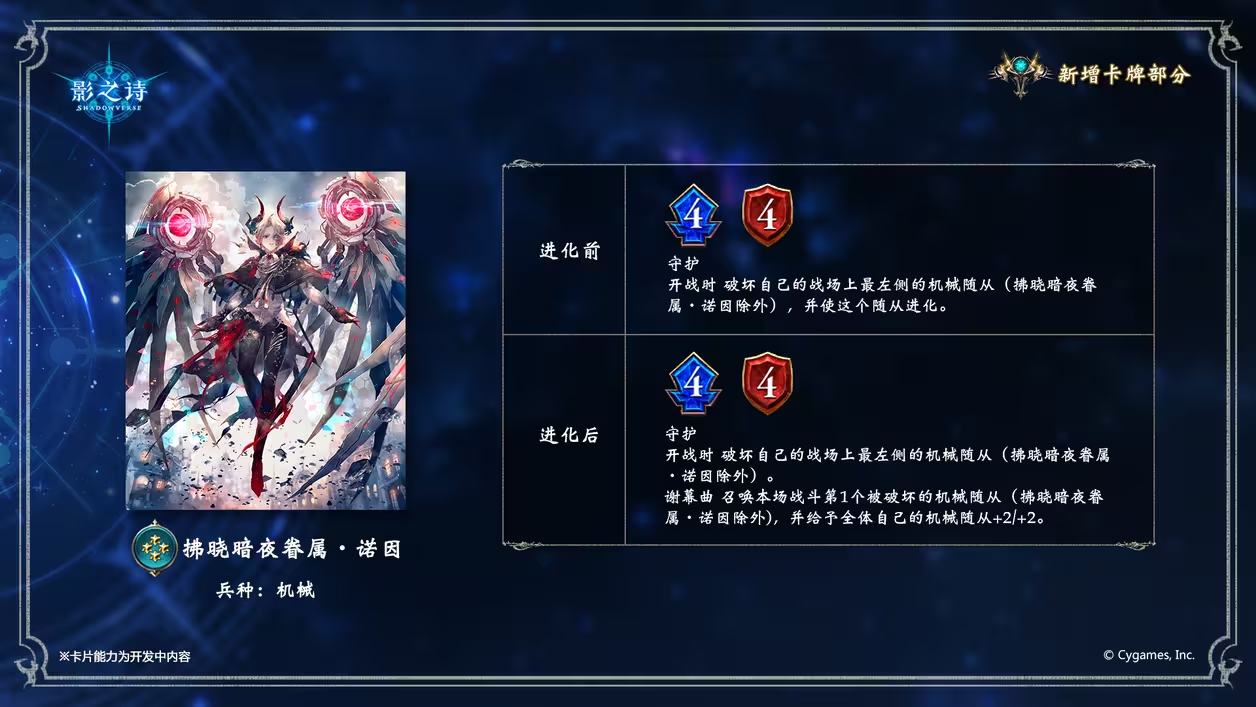 影之诗
SHADOWVERSE
新增卡牌部分
进化前
4 4
守护
开战时 破坏自己的战场上最左侧的机械随从（拂晓暗夜眷
属・诺因除外），并使这个随从进化。
进化后
4 4
守护
开战时 破坏自己的战场上最左侧的机械随从（拂晓暗夜眷属
・诺因除外）。
谢幕曲 召唤本场战斗第1个被破坏的机械随从（拂晓暗夜眷
属・诺因除外），并给予全体自己的机械随从+2/+2。
拂晓暗夜眷属・诺因
兵种：机械
※卡片能力为开发中内容
© Cygames, Inc.